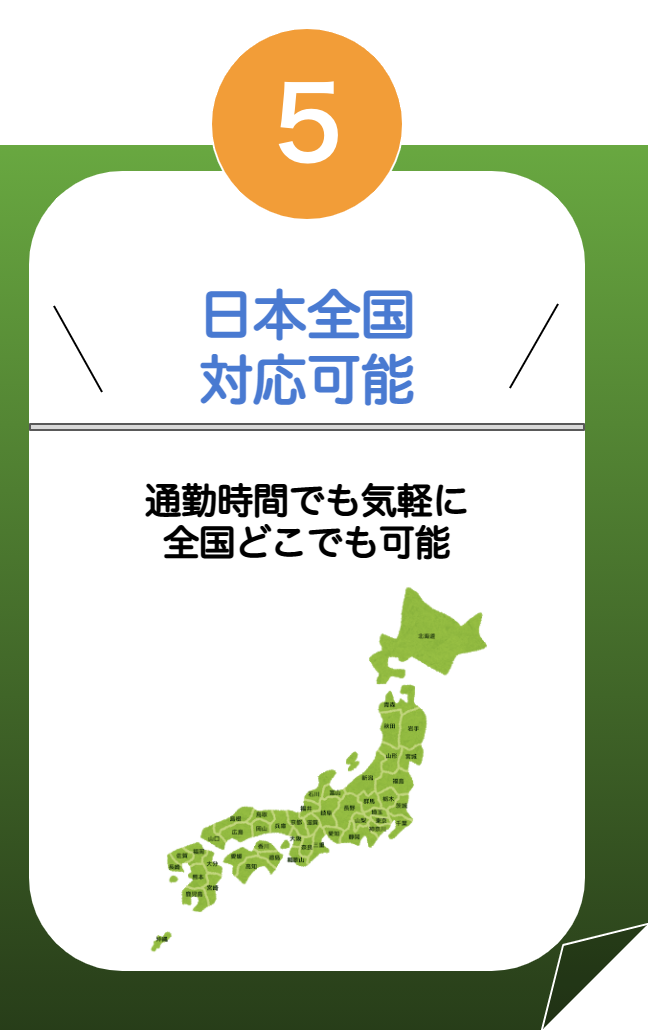 5
日本全国
対応可能
通勤時間でも気軽に
全国どこでも可能
北海道
青森
秋田
岩手
山形
宮城
新潟
福島
石川
富山
群馬
栃木
茨城
福井
岐阜
長野
埼玉
山梨
東京
千葉
神奈川
島根
鳥取
兵庫
京都
滋賀
愛知
静岡
広島
岡山
山口
大阪
奈良
三重
和歌山
香川
愛媛
徳島
高知
佐賀
福岡
長崎
大分
熊本
宮崎
鹿児島
沖縄